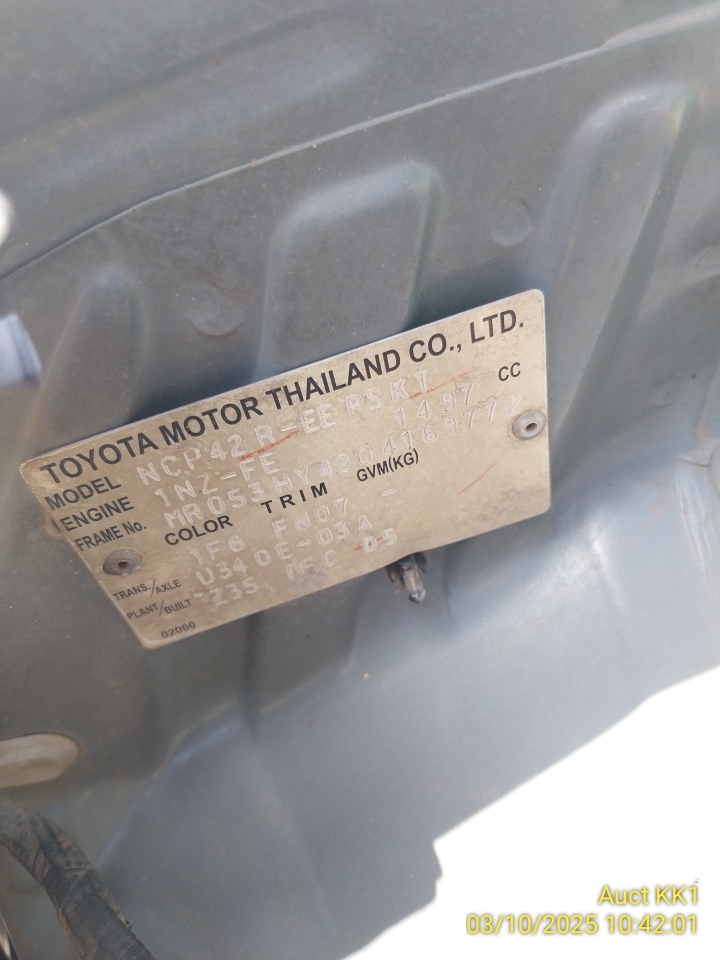 TOYOTA MOTOR THAILAND CO., LTD.
MODEL NCP42R-EEPSKT
ENGINE 1NZ-FE 1497 CC
FRAME No.
COLOR TRIM GVM(KG)
1F8 FN07 -
TRANS./AXLE U340E-03A
PLANT/BUILT Z35, DEC 05
02060
Auct KK1
03/10/2025 10:42:01